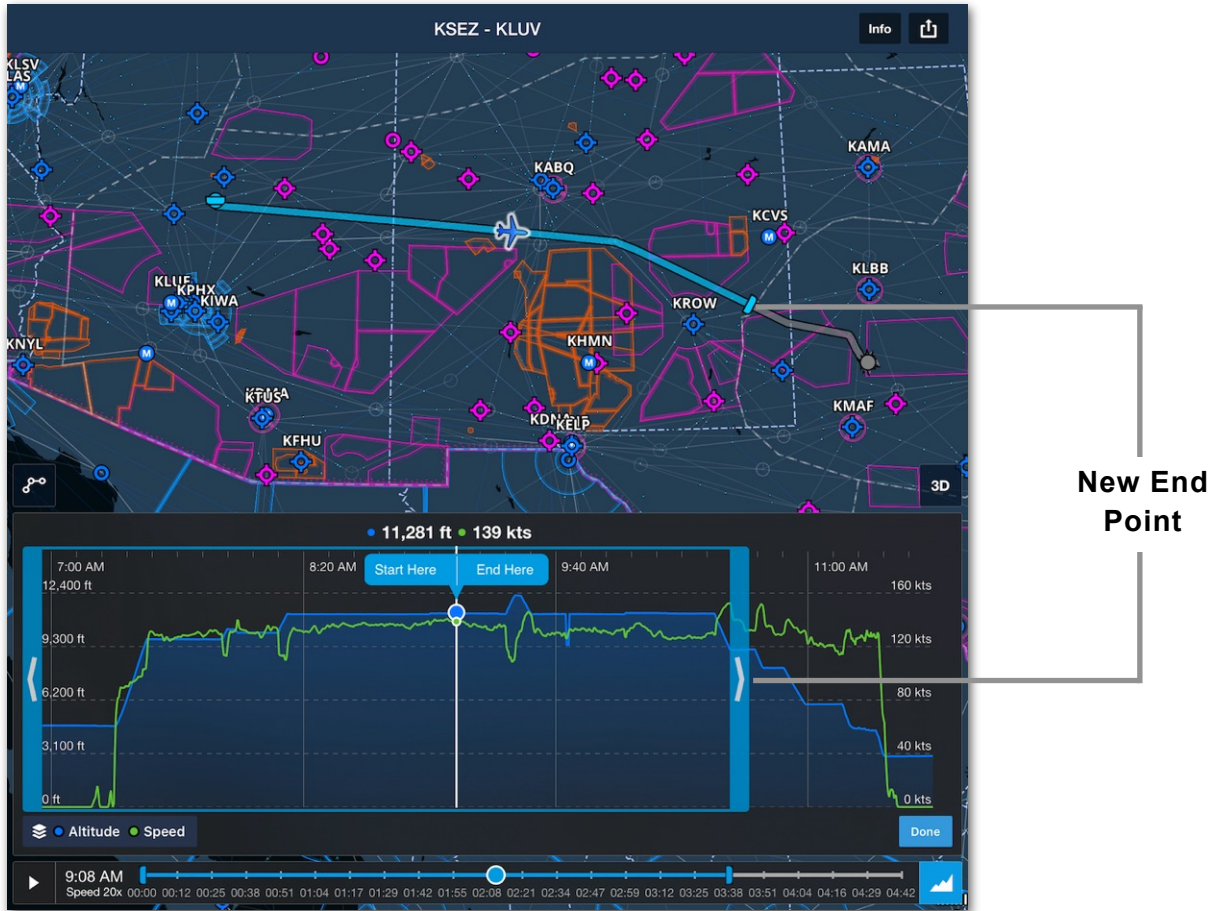 KSEZ - KLUV
Info
KLSV
LAS
M
KAMA
KABQ
KCVS
M
KLBB
KLUF
KPHX
M
KIWA
KROW
KNYL
M
KHMN
M
KTUS
KMAF
KELP
KFHU
3D
New End
Point
11,281 ft 139 kts
7:00 AM
8:20 AM
Start Here
End Here
9:40 AM
11:00 AM
12,400 ft
160 kts
9,300 ft
120 kts
6,200 ft
80 kts
3,100 ft
40 kts
0 ft
0 kts
Altitude Speed
Done
9:08 AM
Speed 20x
00:00 00:12 00:25 00:38 00:51 01:04 01:17 01:29 01:42 01:55 02:08 02:21 02:34 02:47 02:59 03:12 03:25 03:38 03:51 04:04 04:16 04:29 04:42